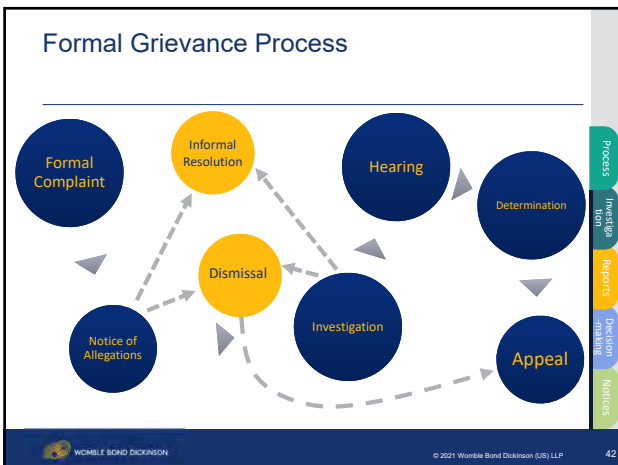 Formal Grievance Process
Formal
Complaint
Informal
Resolution
Hearing
Determination
Dismissal
Notice of
Allegations
Investigation
Appeal
Process
Investiga
tion
Reports
Decision
-making
Notices
WOMBLE BOND DICKINSON
© 2021 Womble Bond Dickinson (US) LLP
42